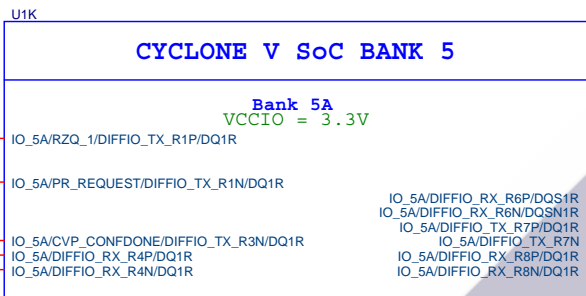 U1K
CYCLONE V SoC BANK 5
Bank 5A
VCCIO = 3.3V
IO_5A/RZQ_1/DIFFIO_TX_R1P/DQ1R
IO_5A/PR_REQUEST/DIFFIO_TX_R1N/DQ1R
IO_5A/DIFFIO_RX_R6P/DQS1R
IO_5A/DIFFIO_RX_R6N/DQSN1R
IO_5A/DIFFIO_TX_R7P/DQ1R
IO_5A/CVP_CONFDONE/DIFFIO_TX_R3N/DQ1R IO_5A/DIFFIO_TX_R7N
IO_5A/DIFFIO_RX_R4P/DQ1R IO_5A/DIFFIO_RX_R8P/DQ1R
IO_5A/DIFFIO_RX_R4N/DQ1R IO_5A/DIFFIO_RX_R8N/DQ1R